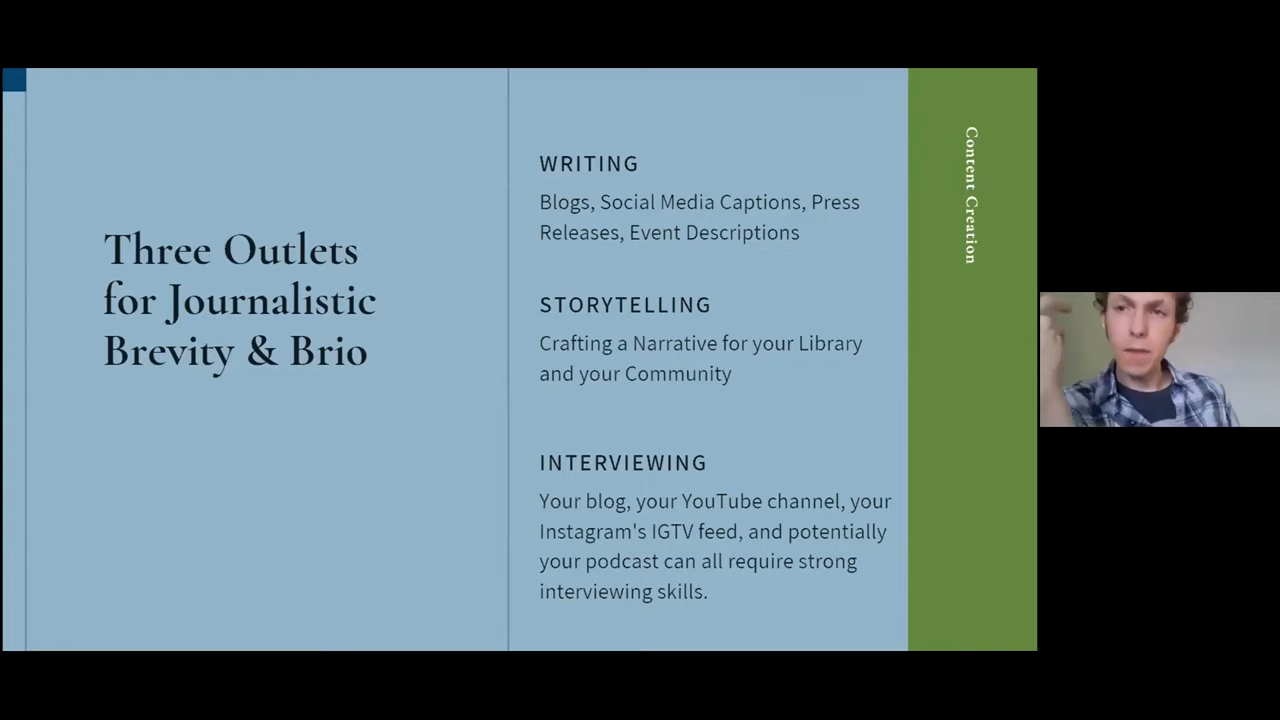 Three Outlets
for Journalistic
Brevity & Brio
WRITING
Blogs, Social Media Captions, Press
Releases, Event Descriptions
STORYTELLING
Crafting a Narrative for your Library
and your Community
INTERVIEWING
Your blog, your YouTube channel, your
Instagram's IGTV feed, and potentially
your podcast can all require strong
interviewing skills.
Content Creation